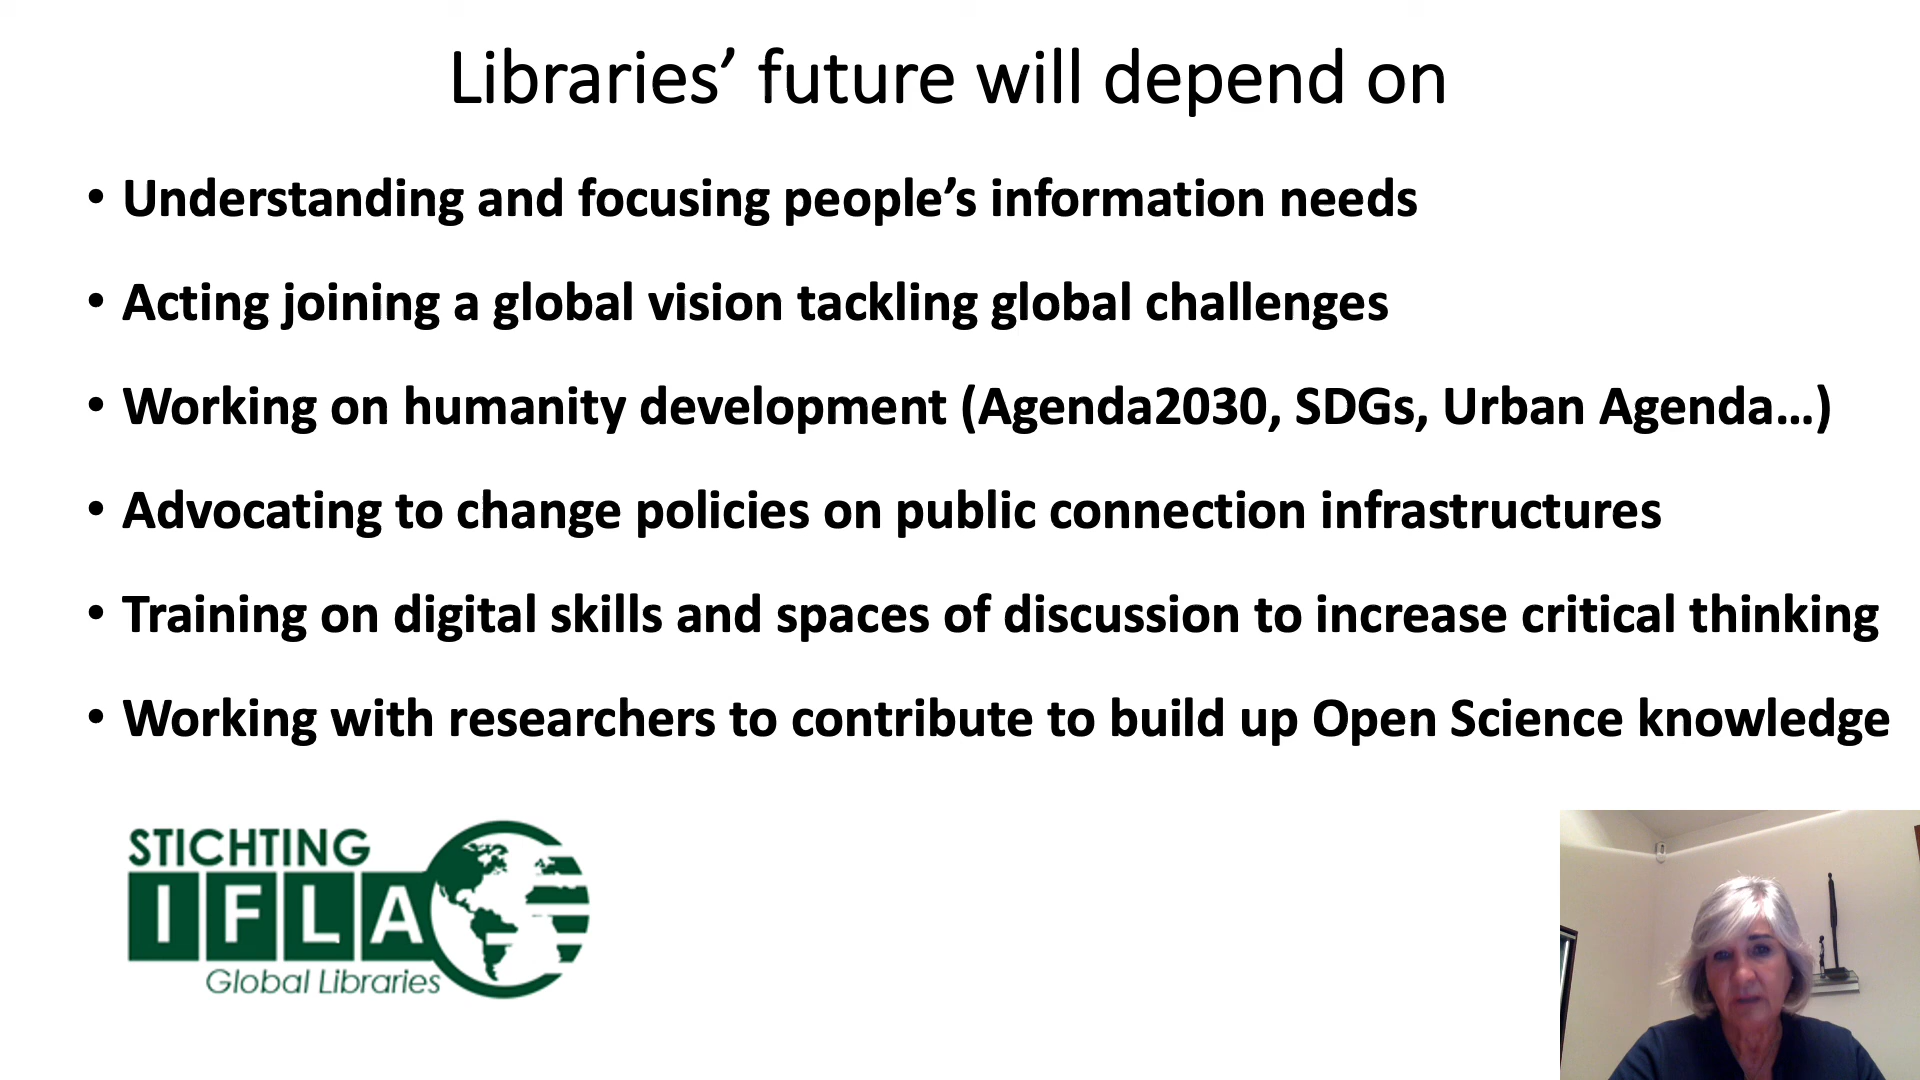 Libraries’ future will depend on
• Understanding and focusing people’s information needs
• Acting joining a global vision tackling global challenges
• Working on humanity development (Agenda2030, SDGs, Urban Agenda...)
• Advocating to change policies on public connection infrastructures
• Training on digital skills and spaces of discussion to increase critical thinking
• Working with researchers to contribute to build up Open Science knowledge
STICHTING
IFLA
Global Libraries